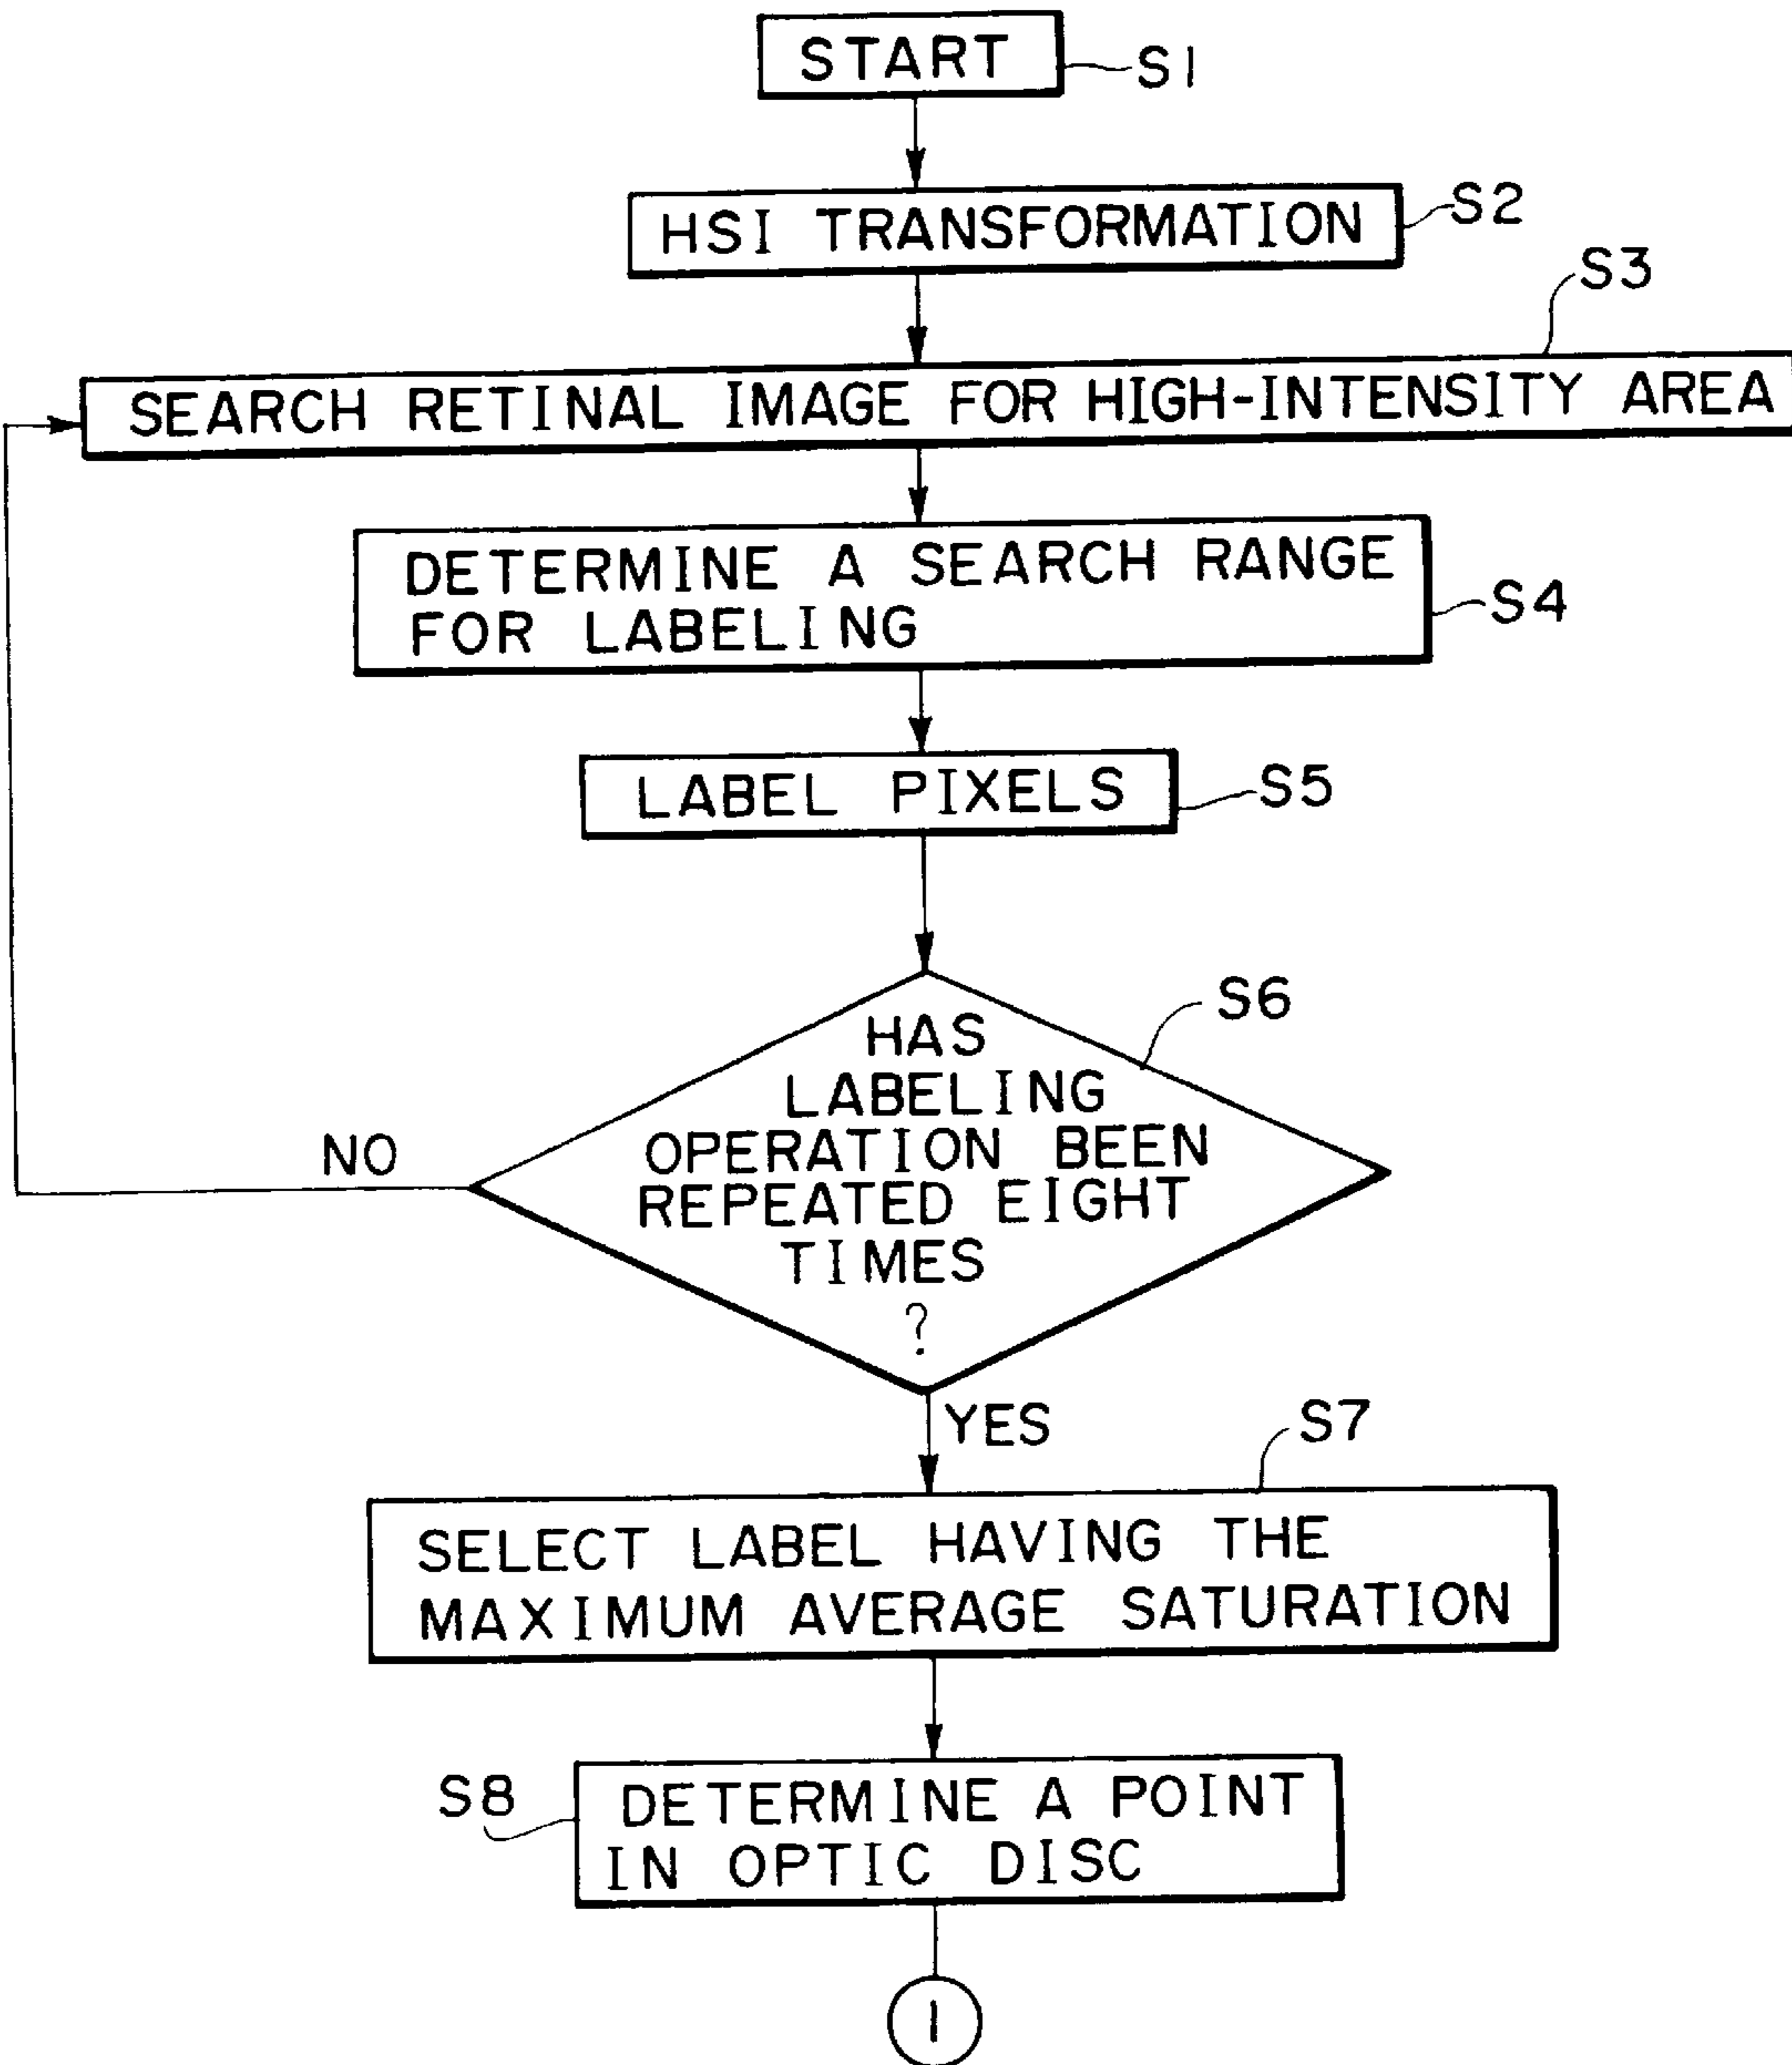 START
S1
HSI TRANSFORMATION
S2
S3
SEARCH RETINAL IMAGE FOR HIGH-INTENSITY AREA
DETERMINE A SEARCH RANGE
FOR LABELING
S4
LABEL PIXELS
S5
S6
HAS
LABELING
OPERATION BEEN
REPEATED EIGHT
TIMES
?
NO
YES
S7
SELECT LABEL HAVING THE
MAXIMUM AVERAGE SATURATION
S8
DETERMINE A POINT
IN OPTIC DISC
1